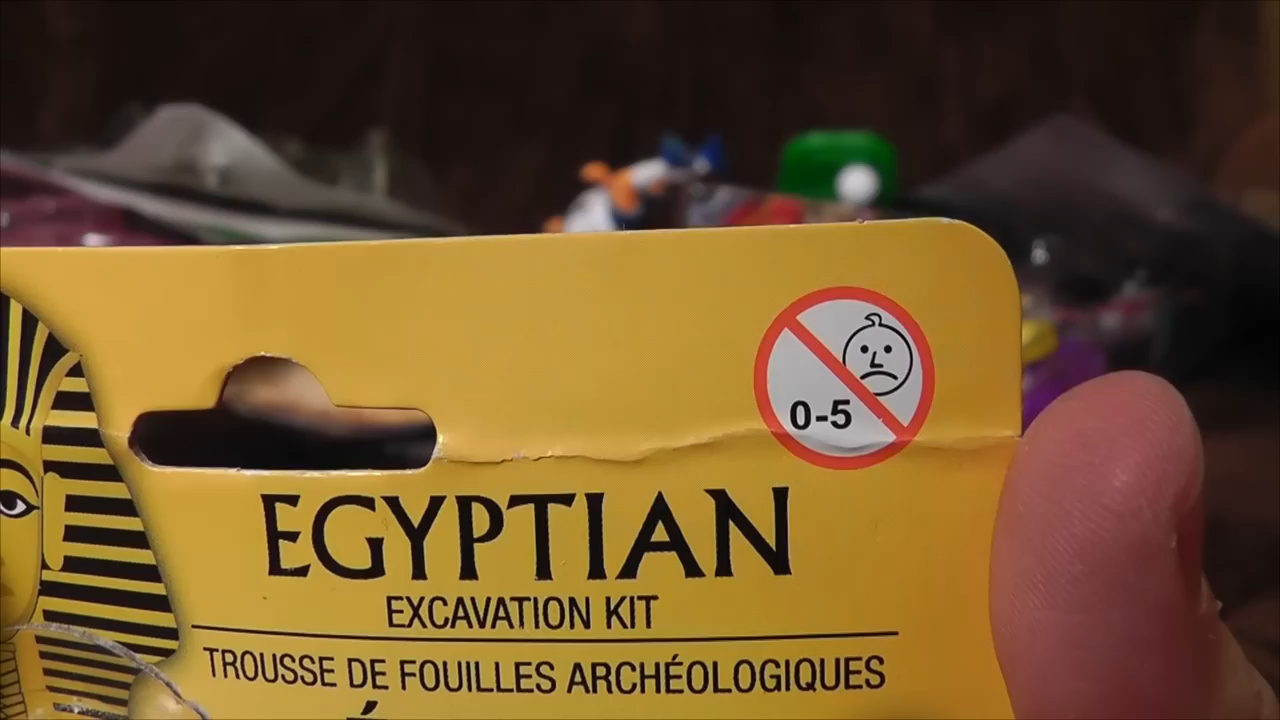 0-5
EGYPTIAN
EXCAVATION KIT
TROUSSE DE FOUILLES ARCHÉOLOGIQUES